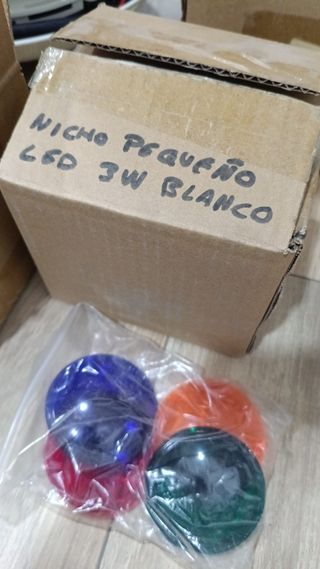 NICHO PEQUEÑO
LED 3W BLANCO